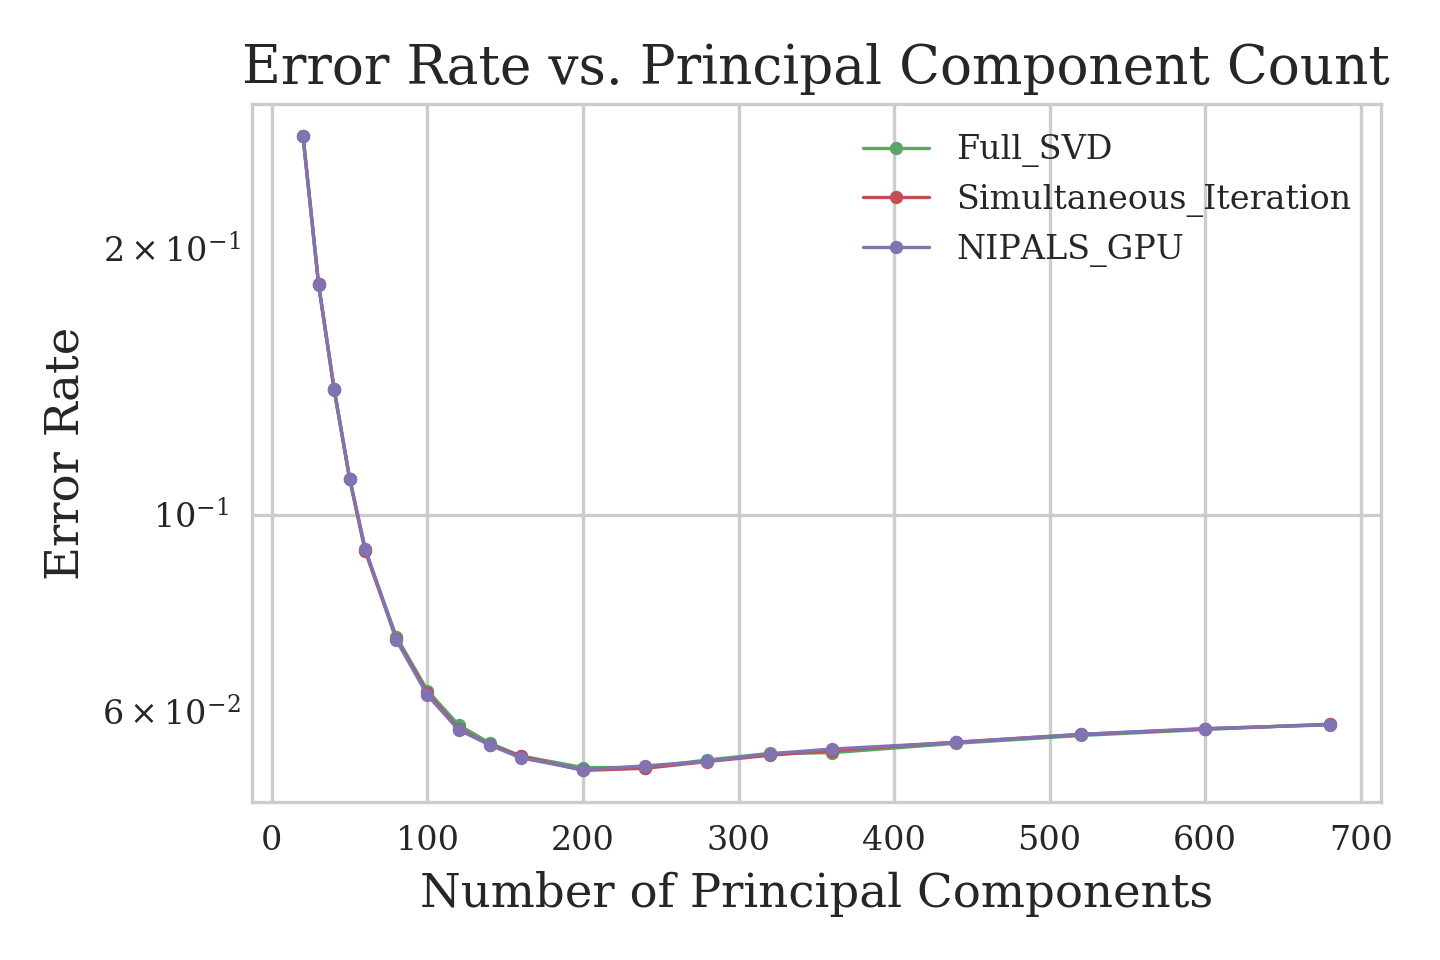 Error Rate vs. Principal Component Count
Full_SVD
Simultaneous_Iteration
NIPALS_GPU
2 × 10⁻¹
10⁻¹
6 × 10⁻²
Error Rate
0 100 200 300 400 500 600 700
Number of Principal Components